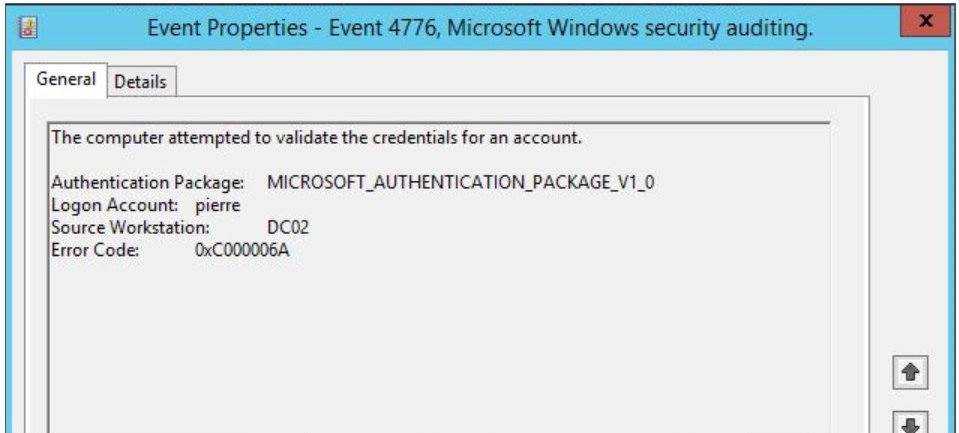 Event Properties - Event 4776, Microsoft Windows security auditing.
x
General Details
The computer attempted to validate the credentials for an account.
Authentication Package: MICROSOFT_AUTHENTICATION_PACKAGE_V1_0
Logon Account: pierre
Source Workstation: DC02
Error Code: 0xC000006A